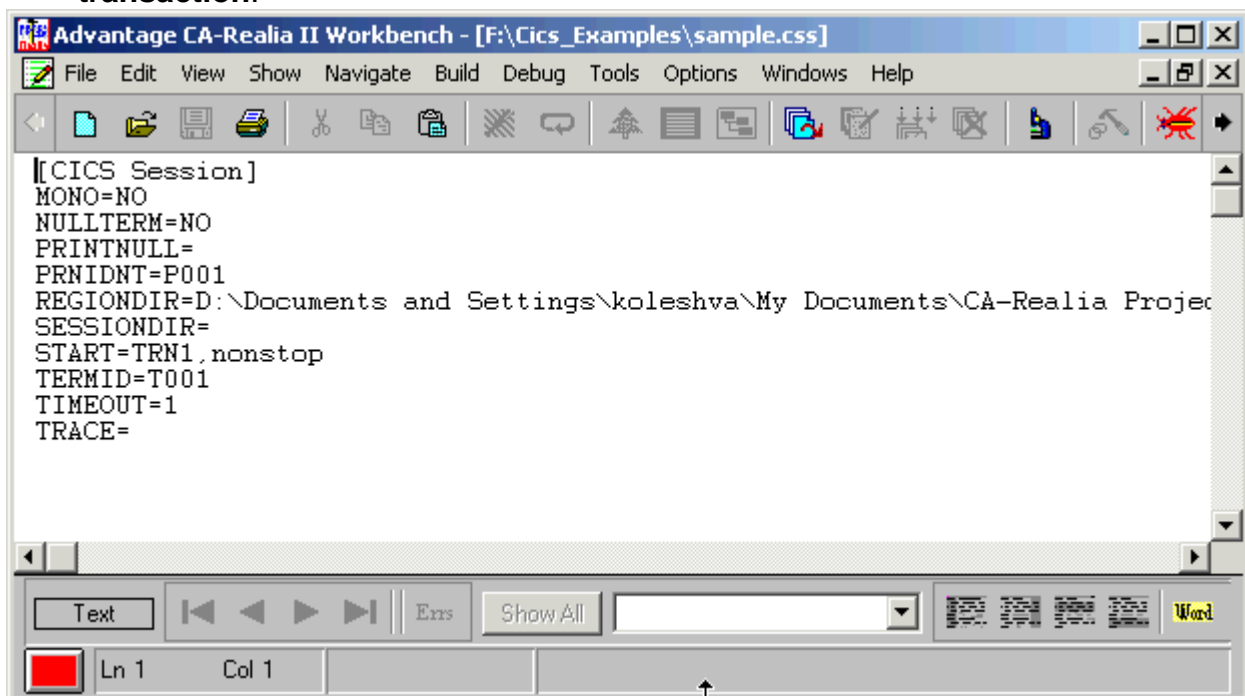 transaction.
Advantage CA-Realia II Workbench - [F:\Cics_Examples\sample.css]
File Edit View Show Navigate Build Debug Tools Options Windows Help
[CICS Session]
MONO=NO
NULLTERM=NO
PRINTNULL=
PRNIDNT=P001
REGIONDIR=D:\Documents and Settings\koleshva\My Documents\CA-Realia Projec
SESSIONDIR=
START=TRN1,nonstop
TERMID=T001
TIMEOUT=1
TRACE=
Text Errs Show All Word
Ln 1 Col 1